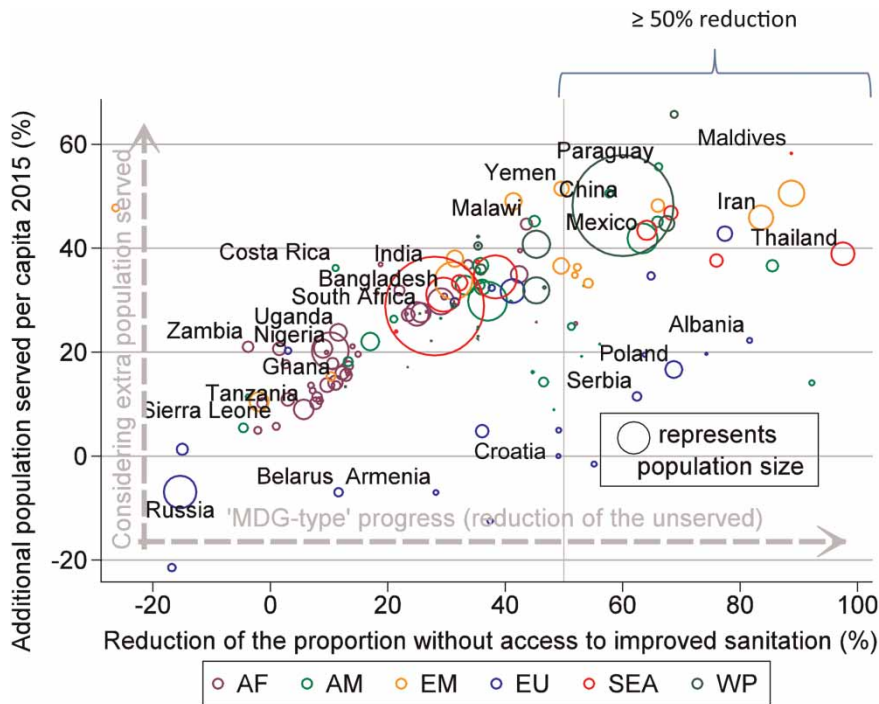 ≥ 50% reduction
Additional population served per capita 2015 (%)
Considering extra population served
60
40
20
0
-20
Maldives
Paraguay
Yemen
China
Iran
Malawi
Mexico
Thailand
Costa Rica
India
Bangladesh
South Africa
Uganda
Zambia
Nigeria
Albania
Ghana
Poland
Tanzania
Serbia
Sierra Leone
represents
population size
Croatia
Belarus
Armenia
Russia
'MDG-type' progress (reduction of the unserved)
-20 0 20 40 60 80 100
Reduction of the proportion without access to improved sanitation (%)
AF AM EM EU SEA WP